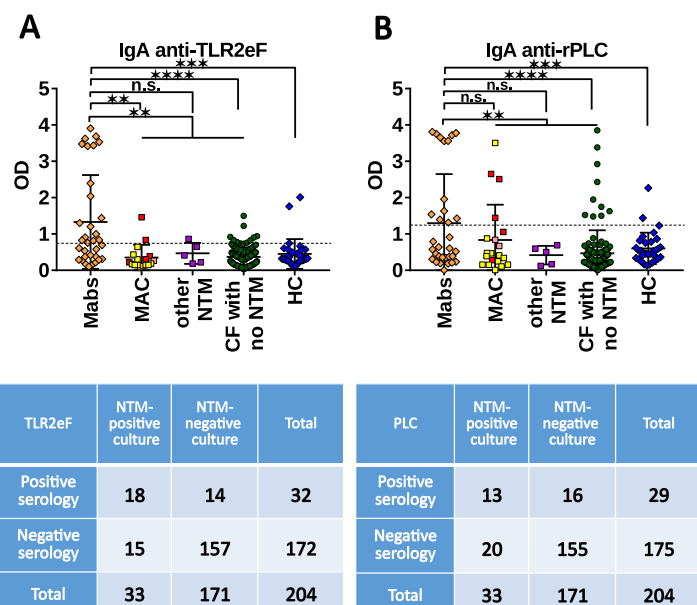 A
IgA anti-TLR2eF
✶✶✶
✶✶✶✶
n.s.
✶✶
✶✶
OD
5
4
3
2
1
0
Mabs
MAC
other
NTM
CF with
no NTM
HC
B
IgA anti-rPLC
✶✶✶
✶✶✶✶
n.s.
n.s.
✶✶
OD
5
4
3
2
1
0
Mabs
MAC
other
NTM
CF with
no NTM
HC
TLR2eF
NTM-
positive
culture
NTM-
negative
culture
Total
Positive
serology
18
14
32
Negative
serology
15
157
172
Total
33
171
204
PLC
NTM-
positive
culture
NTM-
negative
culture
Total
Positive
serology
13
16
29
Negative
serology
20
155
175
Total
33
171
204